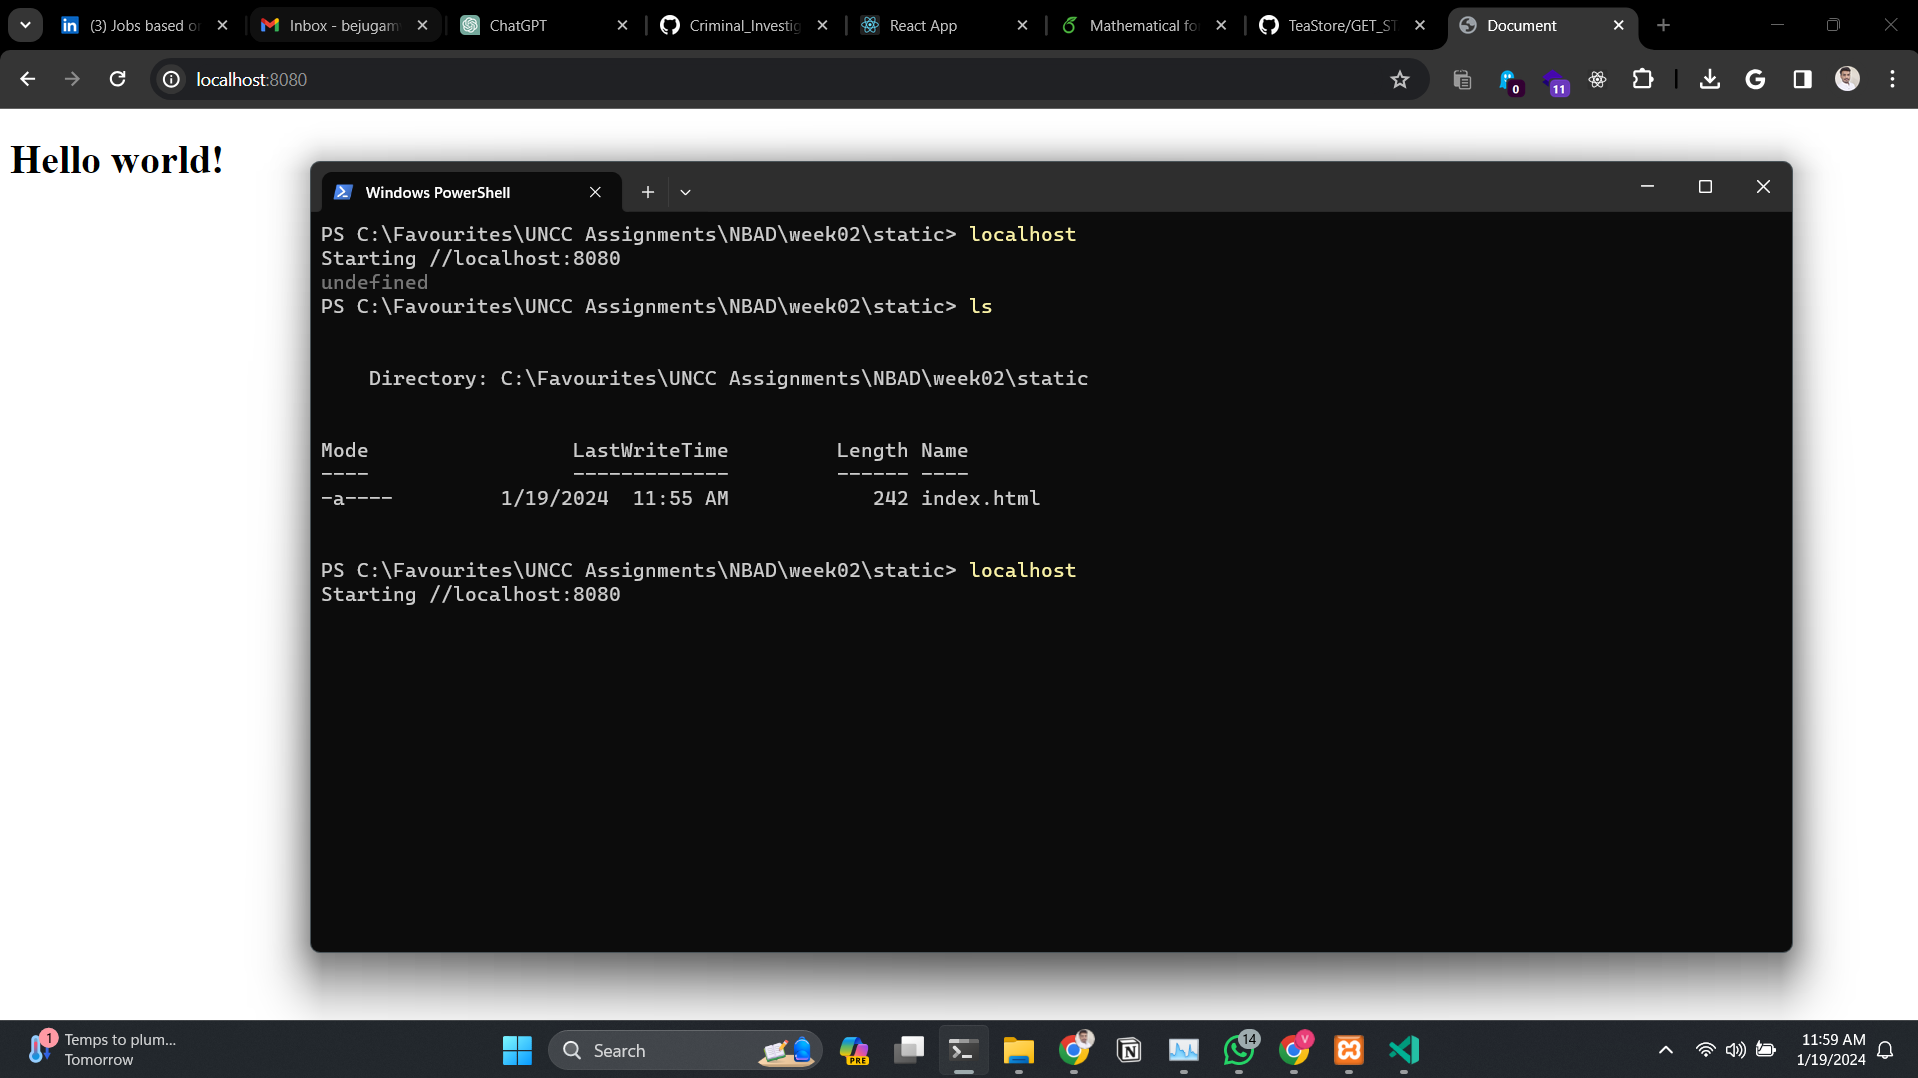 (3) Jobs based o
Inbox - bejugam
ChatGPT
Criminal_Investig
React App
Mathematical fo
TeaStore/GET_ST
Document
localhost:8080
0
11
Hello world!
Windows PowerShell
PS C:\Favourites\UNCC Assignments\NBAD\week02\static> localhost
Starting //localhost:8080
undefined
PS C:\Favourites\UNCC Assignments\NBAD\week02\static> ls
Directory: C:\Favourites\UNCC Assignments\NBAD\week02\static
Mode LastWriteTime Length Name
---- ------------- ------ ----
-a---- 1/19/2024 11:55 AM 242 index.html
PS C:\Favourites\UNCC Assignments\NBAD\week02\static> localhost
Starting //localhost:8080
1
Temps to plum...
Tomorrow
Search
PRE
14
V
11:59 AM
1/19/2024